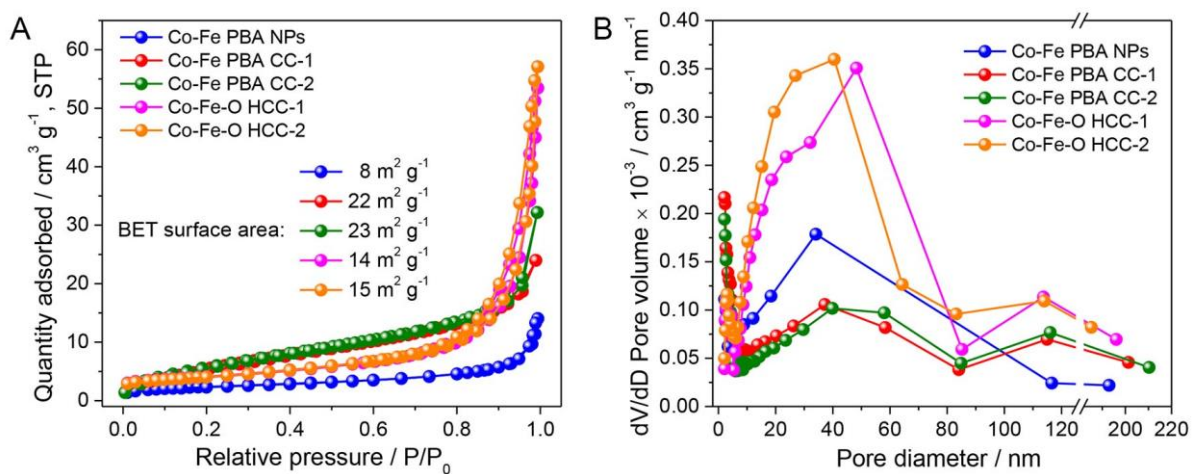 A
Co-Fe PBA NPs
Co-Fe PBA CC-1
Co-Fe PBA CC-2
Co-Fe-O HCC-1
Co-Fe-O HCC-2
BET surface area:
8 m² g⁻¹
22 m² g⁻¹
23 m² g⁻¹
14 m² g⁻¹
15 m² g⁻¹
Quantity adsorbed / cm³ g⁻¹, STP
60
50
40
30
20
10
0
0.0 0.2 0.4 0.6 0.8 1.0
Relative pressure / P/P₀
B
Co-Fe PBA NPs
Co-Fe PBA CC-1
Co-Fe PBA CC-2
Co-Fe-O HCC-1
Co-Fe-O HCC-2
dV/dD Pore volume × 10⁻³ / cm³ g⁻¹ nm⁻¹
0.40
0.35
0.30
0.25
0.20
0.15
0.10
0.05
0.00
0 20 40 60 80 100 120 200 220
Pore diameter / nm